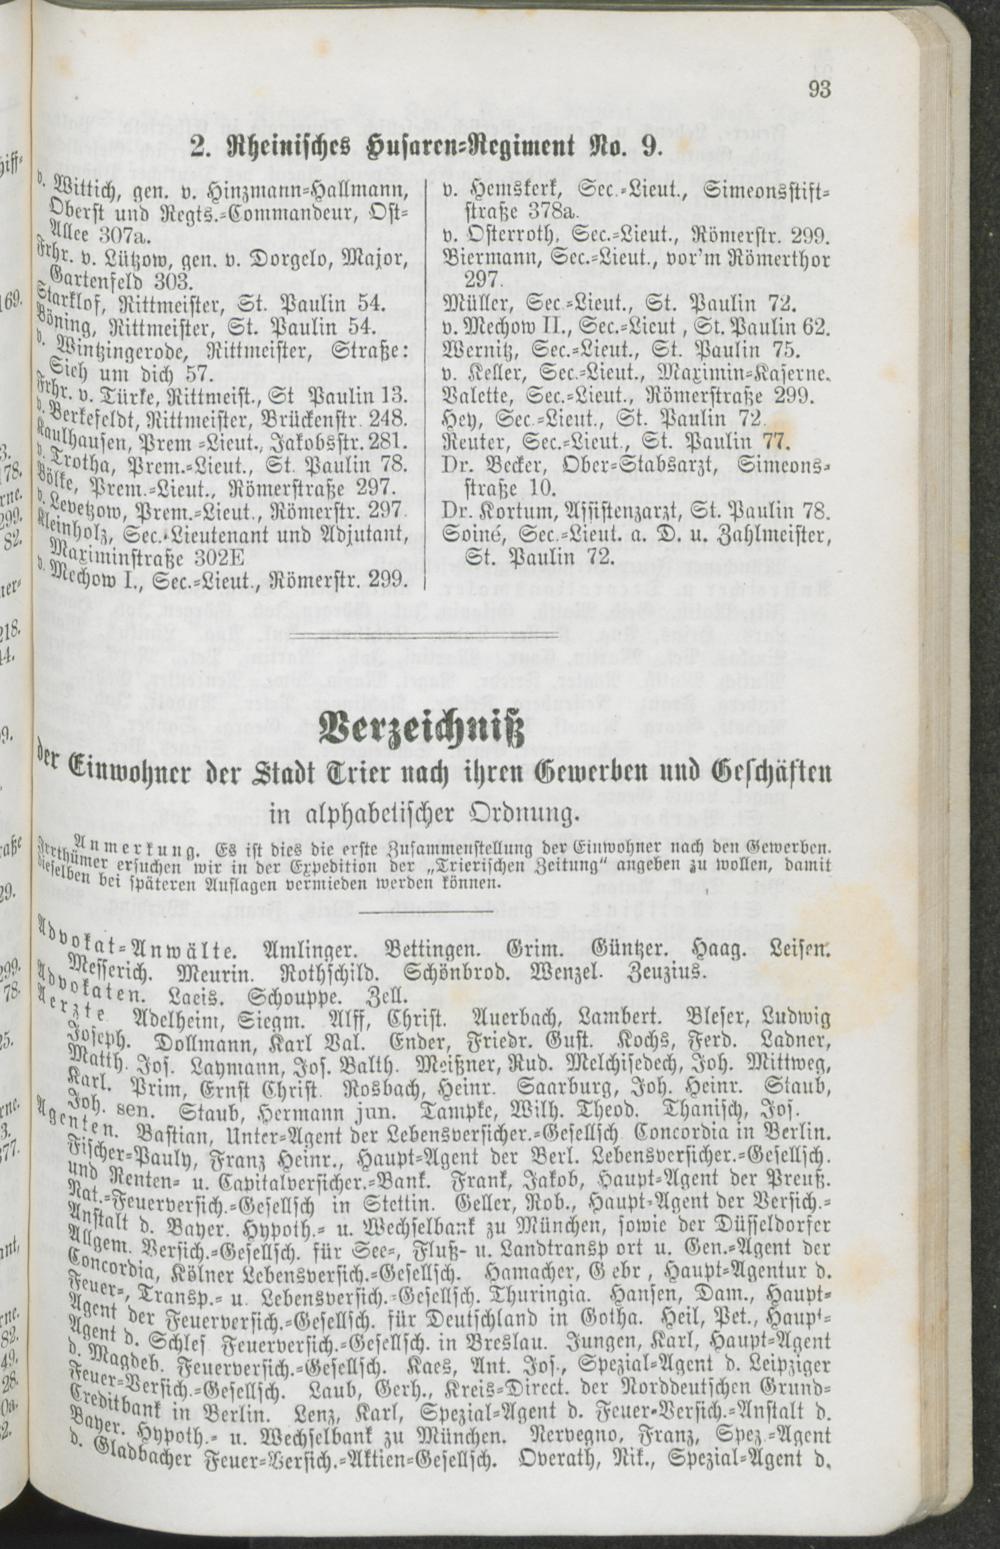 93
2. Rheinisches Husaren-Regiment No. 9.
v. Wittich, gen. v. Hinzmann-Hallmann,
Oberst und Regts.-Commandeur, Ost-
Allee 307a.
Frhr. v. Lützow, gen. v. Dorgelo, Major,
Gartenfeld 303.
Starklof, Rittmeister, St. Paulin 54.
Böning, Rittmeister, St. Paulin 54.
v. Wintzingerode, Rittmeister, Straße:
Sieh um dich 57.
Frhr. v. Türke, Rittmeist., St Paulin 13.
v. Berkefeldt, Rittmeister, Brückenstr. 248.
Kaulhausen, Prem -Lieut., Jakobsstr. 281.
v. Trotha, Prem.-Lieut., St. Paulin 78.
Bölke, Prem.-Lieut., Römerstraße 297.
v. Levetzow, Prem.-Lieut., Römerstr. 297.
Kleinholz, Sec.-Lieutenant und Adjutant,
Maximinstraße 302E
v. Mechow I., Sec.-Lieut., Römerstr. 299.
v. Hemskerk, Sec.-Lieut., Simeonsstift-
straße 378a.
v. Osterroth, Sec.-Lieut., Römerstr. 299.
Biermann, Sec.-Lieut., vor'm Römerthor
297.
Müller, Sec.-Lieut., St. Paulin 72.
v. Mechow II., Sec.-Lieut , St. Paulin 62.
Wernitz, Sec.-Lieut., St. Paulin 75.
v. Keller, Sec.-Lieut., Maximin-Kaserne.
Valette, Sec.-Lieut., Römerstraße 299.
Hey, Sec.-Lieut., St. Paulin 72.
Reuter, Sec.-Lieut., St. Paulin 77.
Dr. Becker, Ober-Stabsarzt, Simeons-
straße 10.
Dr. Kortum, Assistenzarzt, St. Paulin 78.
Soiné, Sec.-Lieut. a. D. u. Zahlmeister,
St. Paulin 72.
Verzeichniß
der Einwohner der Stadt Trier nach ihren Gewerben und Geschäften
in alphabetischer Ordnung.
Anmerkung. Es ist dies die erste Zusammenstellung der Einwohner nach den Gewerben.
Irrthümer ersuchen wir in der Expedition der „Trierischen Zeitung“ angeben zu wollen, damit
dieselben bei späteren Auflagen vermieden werden können.
Advokat-Anwälte. Amlinger. Bettingen. Grim. Güntzer. Haag. Leisen.
Messerich. Meurin. Rothschild. Schönbrod. Wenzel. Zeuzius.
Advokaten. Laeis. Schouppe. Zell.
Aerzte. Adelheim, Siegm. Alff, Christ. Auerbach, Lambert. Bleser, Ludwig
Joseph. Dollmann, Karl Val. Ender, Friedr. Gust. Kochs, Ferd. Ladner,
Matth. Jos. Laymann, Jos. Balth. Meißner, Rud. Melchisedech, Joh. Mittweg,
Karl. Prim, Ernst Christ. Rosbach, Heinr. Saarburg, Joh. Heinr. Staub,
Joh. sen. Staub, Hermann jun. Tampke, Wilh. Theod. Thanisch, Jos.
Agenten. Bastian, Unter-Agent der Lebensversicher.-Gesellsch Concordia in Berlin.
Fischer-Pauly, Franz Heinr., Haupt-Agent der Berl. Lebensversicher.-Gesellsch.
und Renten- u. Capitalversicher.-Bank. Frank, Jakob, Haupt-Agent der Preuß.
Nat.-Feuerversich.-Gesellsch in Stettin. Geller, Rob., Haupt-Agent der Versich.-
Anstalt d. Bayer. Hypoth.- u. Wechselbank zu München, sowie der Düsseldorfer
Allgem. Versich.-Gesellsch. für See-, Fluß- u. Landtransport u. Gen.-Agent der
Concordia, Kölner Lebensversich.-Gesellsch. Hamacher, Gebr , Haupt-Agentur d.
Feuer-, Transp.- u. Lebensversich.-Gesellsch. Thuringia. Hansen, Dam., Haupt-
Agent der Feuerversich.-Gesellsch. für Deutschland in Gotha. Heil, Pet., Haupt-
Agent d. Schles Feuerversich.-Gesellsch. in Breslau. Jungen, Karl, Haupt-Agent
d. Magdeb. Feuerversich.-Gesellsch. Kaes, Ant. Jos., Spezial-Agent d. Leipziger
Feuer-Versich.-Gesellsch. Laub, Gerh., Kreis-Direct. der Norddeutschen Grund-
Creditbank in Berlin. Lenz, Karl, Spezial-Agent d. Feuer-Versich.-Anstalt d.
Bayer. Hypoth.- u. Wechselbank zu München. Nervegno, Franz, Spez.-Agent
d. Gladbacher Feuer-Versich.-Aktien-Gesellsch. Overath, Nik., Spezial-Agent d.